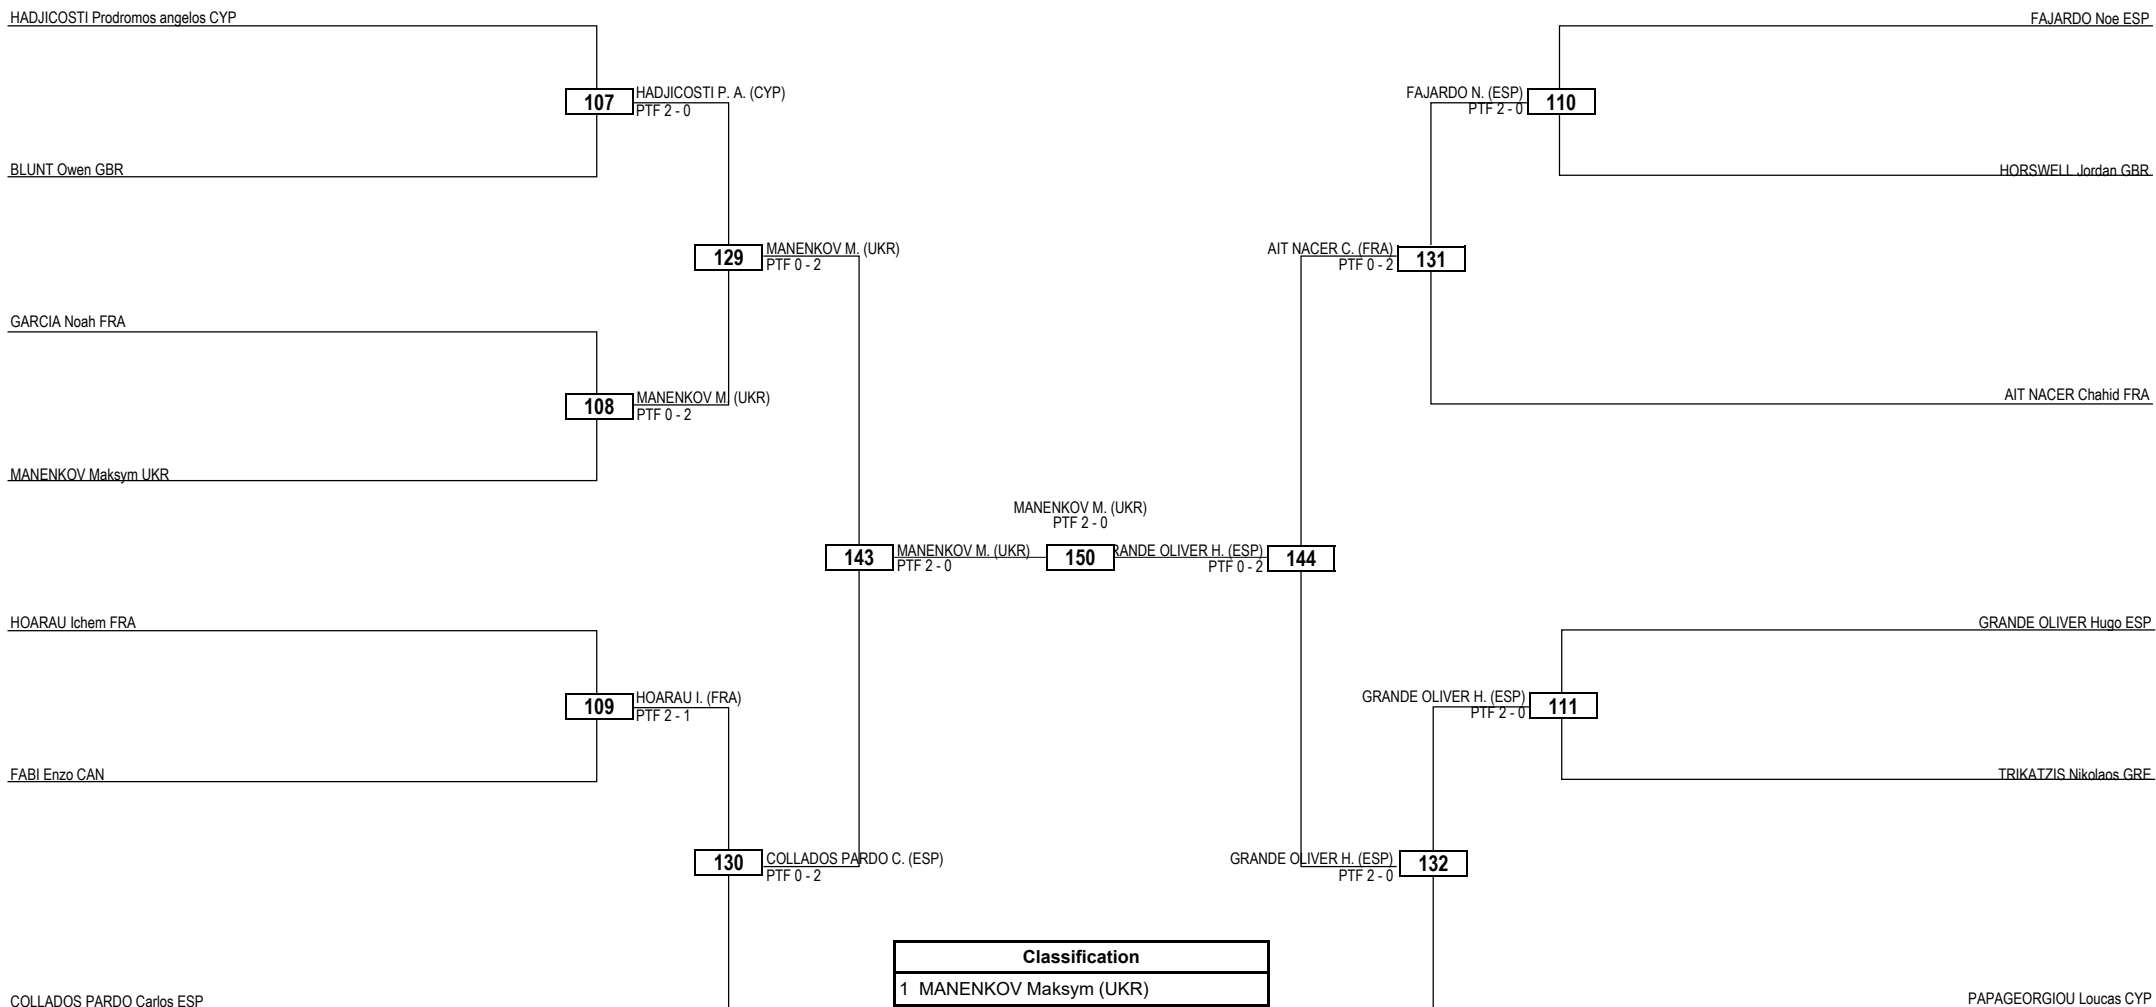 HADJICOSTI Prodromos angelos CYP
FAJARDO Noe ESP
107
HADJICOSTI P. A. (CYP)
PTF 2 - 0
FAJARDO N. (ESP)
PTF 2 - 0
110
BLUNT Owen GBR
HORSWELL Jordan GBR
129
MANENKOV M. (UKR)
PTF 0 - 2
AIT NACER C. (FRA)
PTF 0 - 2
131
GARCIA Noah FRA
108
MANENKOV M. (UKR)
PTF 0 - 2
AIT NACER Chahid FRA
MANENKOV Maksym UKR
MANENKOV M. (UKR)
PTF 2 - 0
143
MANENKOV M. (UKR)
PTF 2 - 0
150
RANDE OLIVER H. (ESP)
PTF 0 - 2
144
HOARAU Ichem FRA
GRANDE OLIVER Hugo ESP
109
HOARAU I. (FRA)
PTF 2 - 1
GRANDE OLIVER H. (ESP)
PTF 2 - 0
111
FABI Enzo CAN
TRIKATZIS Nikolaos GRE
130
COLLADOS PARDO C. (ESP)
PTF 0 - 2
GRANDE OLIVER H. (ESP)
PTF 2 - 0
132
Classification
1 MANENKOV Maksym (UKR)
COLLADOS PARDO Carlos ESP
PAPAGEORGIOU Loucas CYP